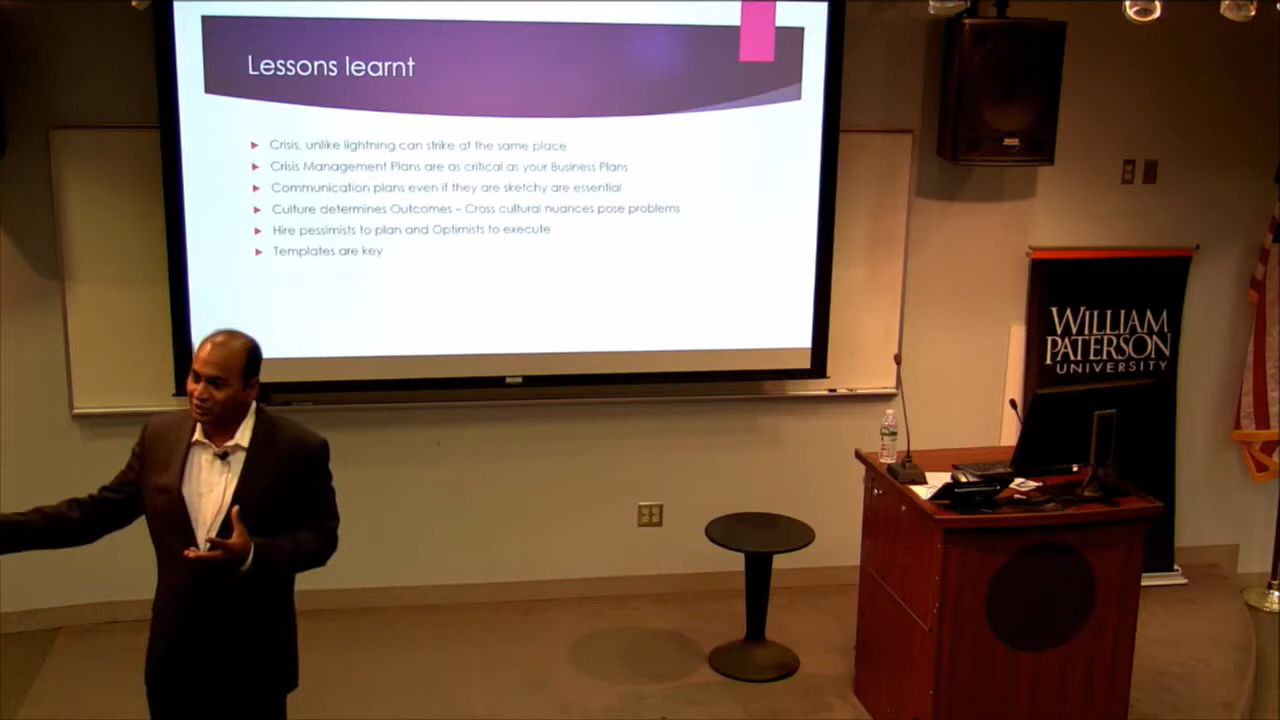 Lessons learnt
Crisis, unlike lightning can strike at the same place
Crisis Management Plans are as critical as your Business Plans
Communication plans even if they are sketchy are essential
Culture determines Outcomes – Cross cultural nuances pose problems
Hire pessimists to plan and Optimists to execute
Templates are key
WILLIAM
PATERSON
UNIVERSITY